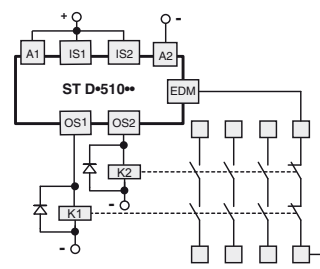 +
-
A1 IS1 IS2 A2
ST D•510••
EDM
OS1 OS2
K2
-
K1
-